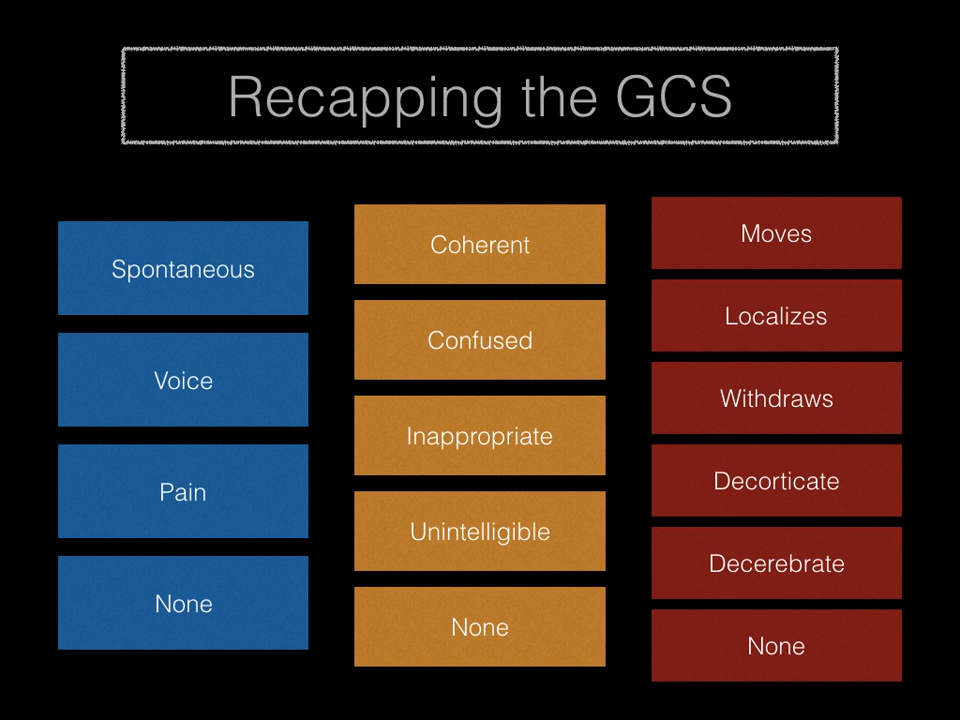 Recapping the GCS
Spontaneous
Voice
Pain
None
Coherent
Confused
Inappropriate
Unintelligible
None
Moves
Localizes
Withdraws
Decorticate
Decerebrate
None